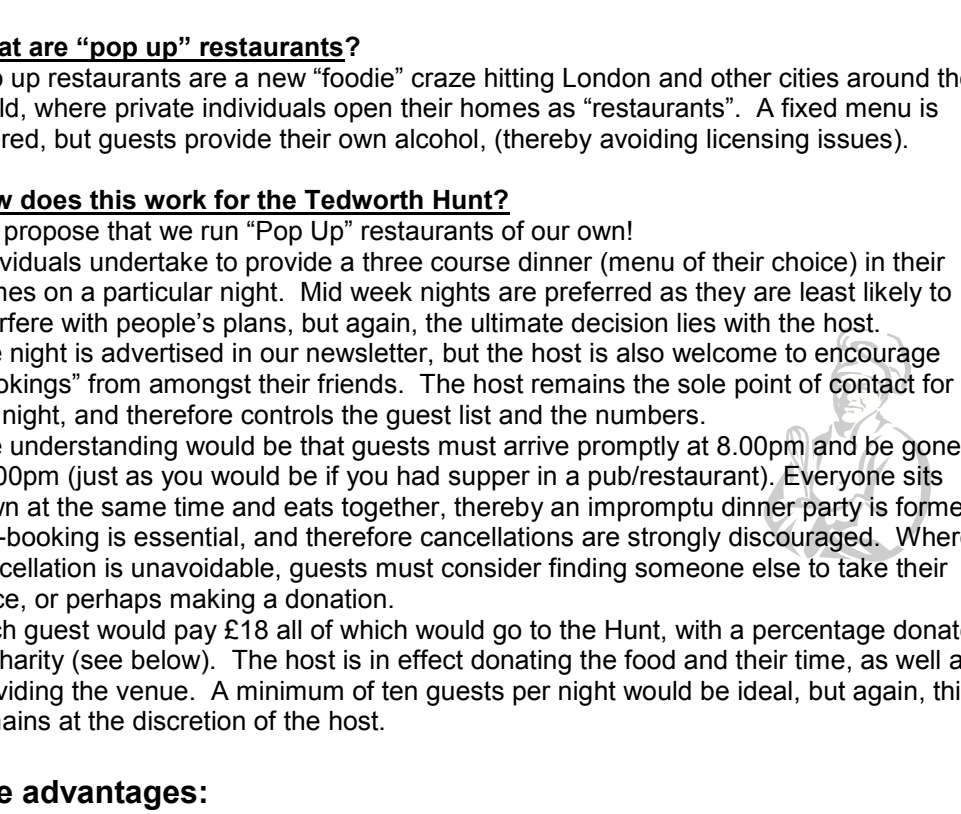 at are “pop up” restaurants?
up restaurants are a new “foodie” craze hitting London and other cities around the
ld, where private individuals open their homes as “restaurants”. A fixed menu is
red, but guests provide their own alcohol, (thereby avoiding licensing issues).
w does this work for the Tedworth Hunt?
propose that we run “Pop Up” restaurants of our own!
viduals undertake to provide a three course dinner (menu of their choice) in their
mes on a particular night. Mid week nights are preferred as they are least likely to
rfere with people’s plans, but again, the ultimate decision lies with the host.
e night is advertised in our newsletter, but the host is also welcome to encourage
okings” from amongst their friends. The host remains the sole point of contact for
night, and therefore controls the guest list and the numbers.
e understanding would be that guests must arrive promptly at 8.00pm and be gone
00pm (just as you would be if you had supper in a pub/restaurant). Everyone sits
wn at the same time and eats together, thereby an impromptu dinner party is forme
-booking is essential, and therefore cancellations are strongly discouraged. Where
cellation is unavoidable, guests must consider finding someone else to take their
ce, or perhaps making a donation.
ch guest would pay £18 all of which would go to the Hunt, with a percentage donat
harity (see below). The host is in effect donating the food and their time, as well a
viding the venue. A minimum of ten guests per night would be ideal, but again, thi
ains at the discretion of the host.
e advantages: